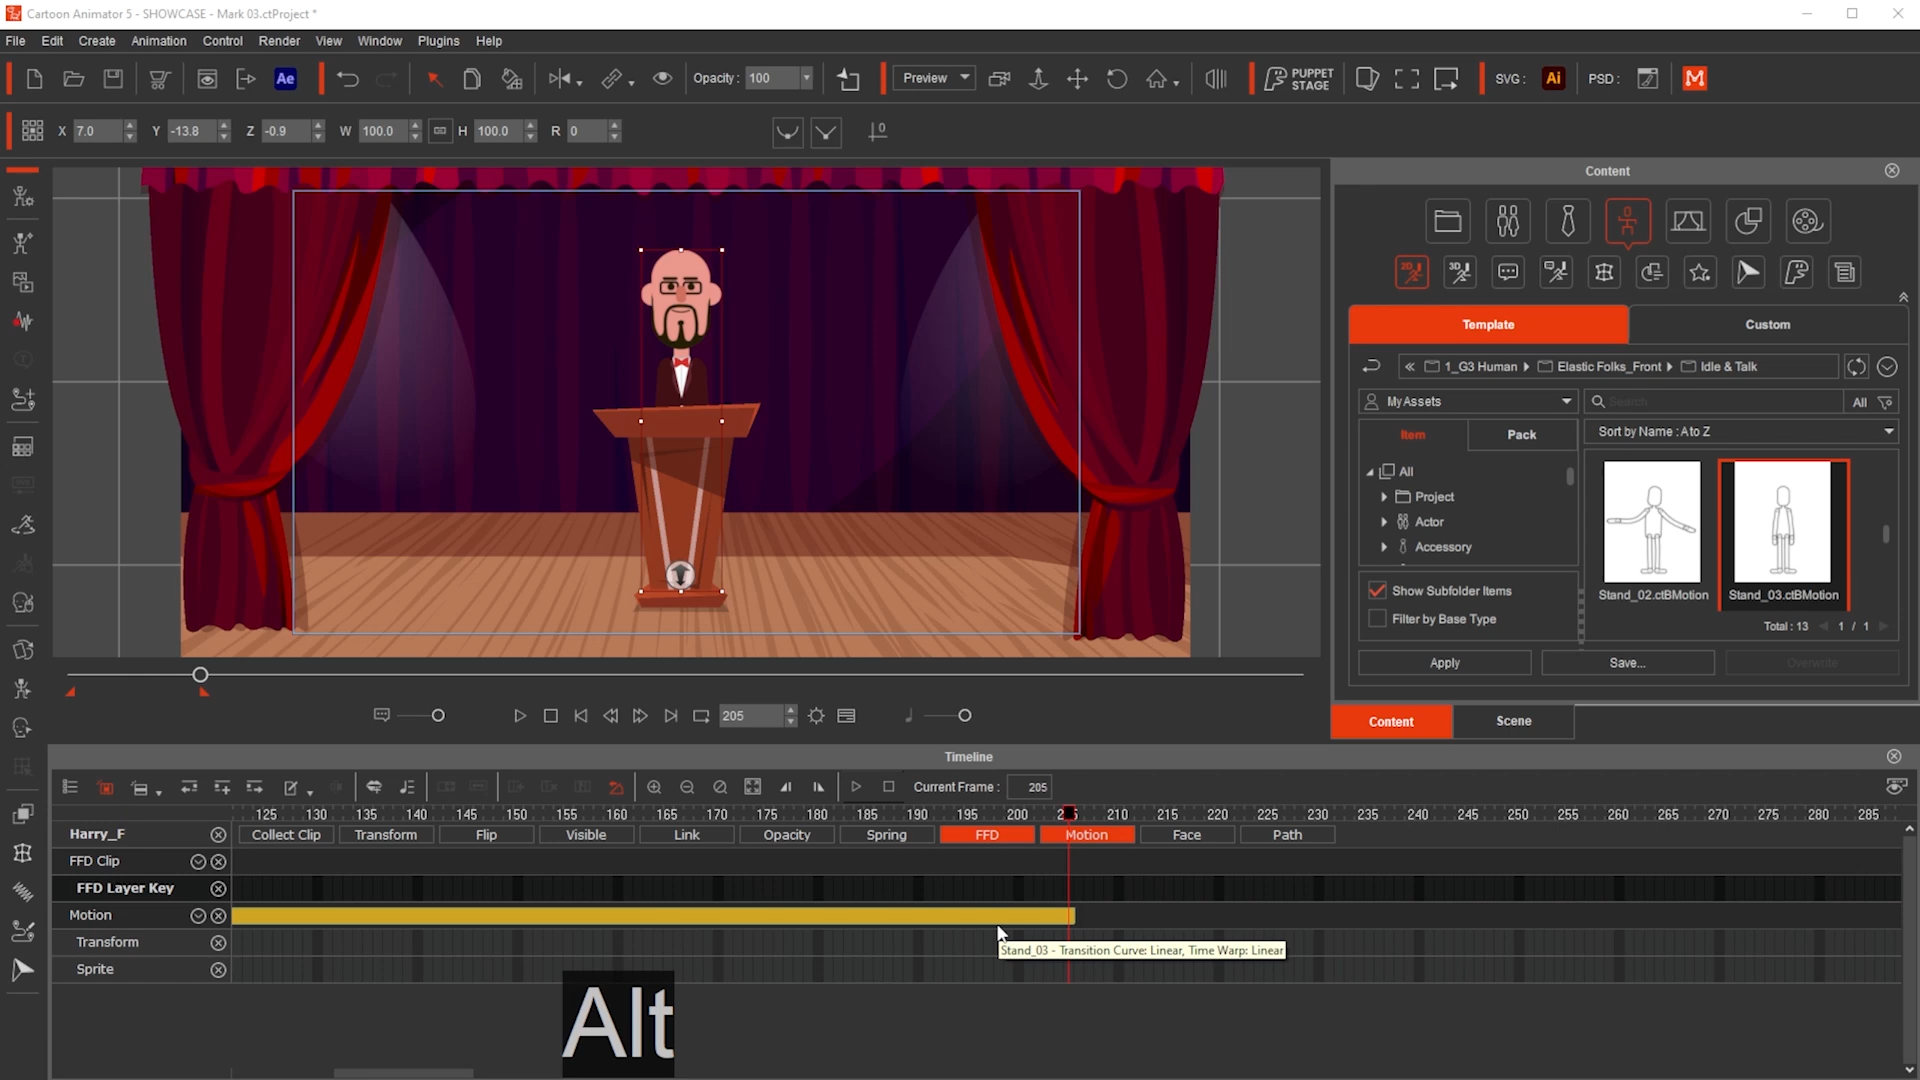 Cartoon Animator 5 - SHOWCASE - Mark 03.ctProject *
File Edit Create Animation Control Render View Window Plugins Help
Ae Opacity : 100 Preview PUPPET STAGE SVG : Ai PSD :
X 7.0 Y -13.8 Z -0.9 W 100.0 H 100.0 R 0
Content
2D 3D
Template Custom
« 1_G3 Human Elastic Folks_Front Idle & Talk
My Assets Search All
Item Pack Sort by Name : A to Z
All
Project
Actor
Accessory
Stand_02.ctBMotion Stand_03.ctBMotion
Show Subfolder Items
Filter by Base Type
Total : 13 1 / 1
Apply Save... Overwrite
205
Content Scene
Timeline
Current Frame : 205
125 130 135 140 145 150 155 160 165 170 175 180 185 190 195 200 210 215 220 225 230 235 240 245 250 255 260 265 270 275 280 285
Harry_F Collect Clip Transform Flip Visible Link Opacity Spring FFD Motion Face Path
FFD Clip
FFD Layer Key
Motion
Transform
Stand_03 - Transition Curve: Linear, Time Warp: Linear
Sprite
Alt